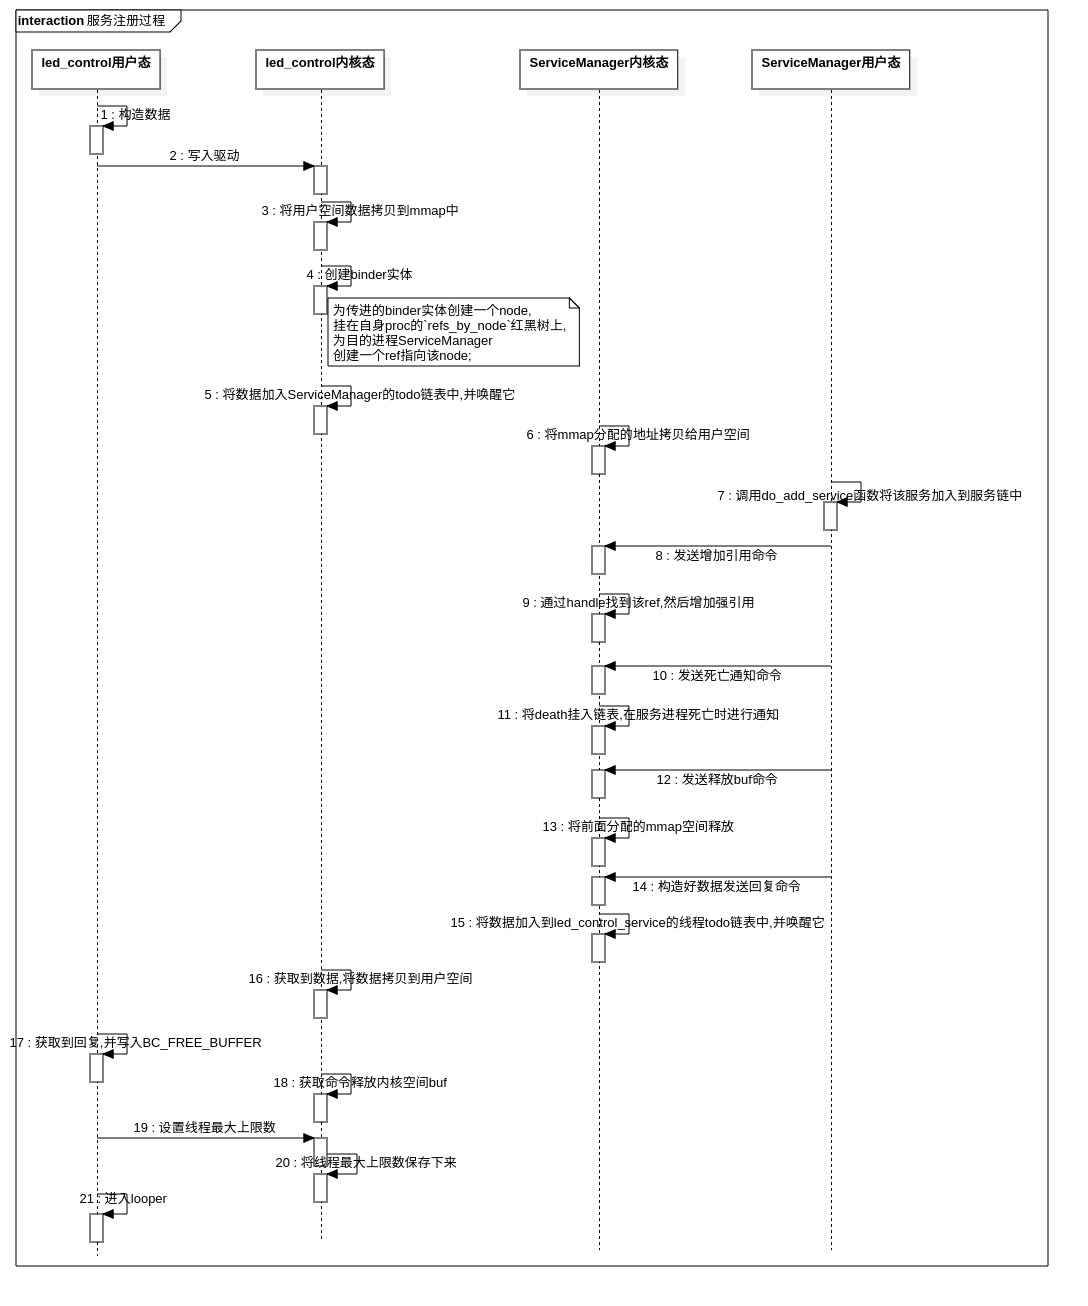 interaction 服务注册过程
led_control用户态
led_control内核态
ServiceManager内核态
ServiceManager用户态
1 : 构造数据
2 : 写入驱动
3 : 将用户空间数据拷贝到mmap中
4 : 创建binder实体
为传进的binder实体创建一个node,
挂在自身proc的`refs_by_node`红黑树上,
为目的进程ServiceManager
创建一个ref指向该node;
5 : 将数据加入ServiceManager的todo链表中,并唤醒它
6 : 将mmap分配的地址拷贝给用户空间
7 : 调用do_add_service函数将该服务加入到服务链中
8 : 发送增加引用命令
9 : 通过handle找到该ref,然后增加强引用
10 : 发送死亡通知命令
11 : 将death挂入链表,在服务进程死亡时进行通知
12 : 发送释放buf命令
13 : 将前面分配的mmap空间释放
14 : 构造好数据发送回复命令
15 : 将数据加入到led_control_service的线程todo链表中,并唤醒它
16 : 获取到数据,将数据拷贝到用户空间
17 : 获取到回复,并写入BC_FREE_BUFFER
18 : 获取命令释放内核空间buf
19 : 设置线程最大上限数
20 : 将线程最大上限数保存下来
21 : 进入looper